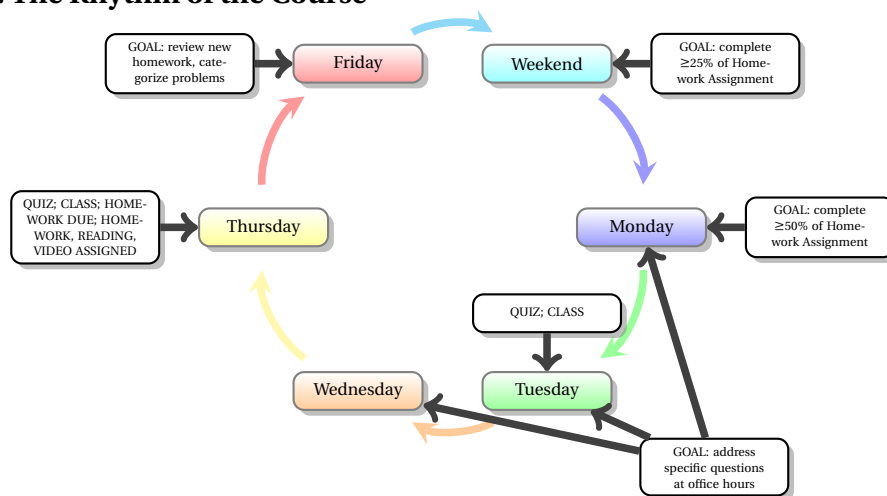 The Rhythm of the Course
GOAL: review new
homework, cate-
gorize problems
Friday
Weekend
GOAL: complete
≥25% of Home-
work Assignment
QUIZ; CLASS; HOME-
WORK DUE; HOME-
WORK, READING,
VIDEO ASSIGNED
Thursday
Monday
GOAL: complete
≥50% of Home-
work Assignment
QUIZ; CLASS
Wednesday
Tuesday
GOAL: address
specific questions
at office hours